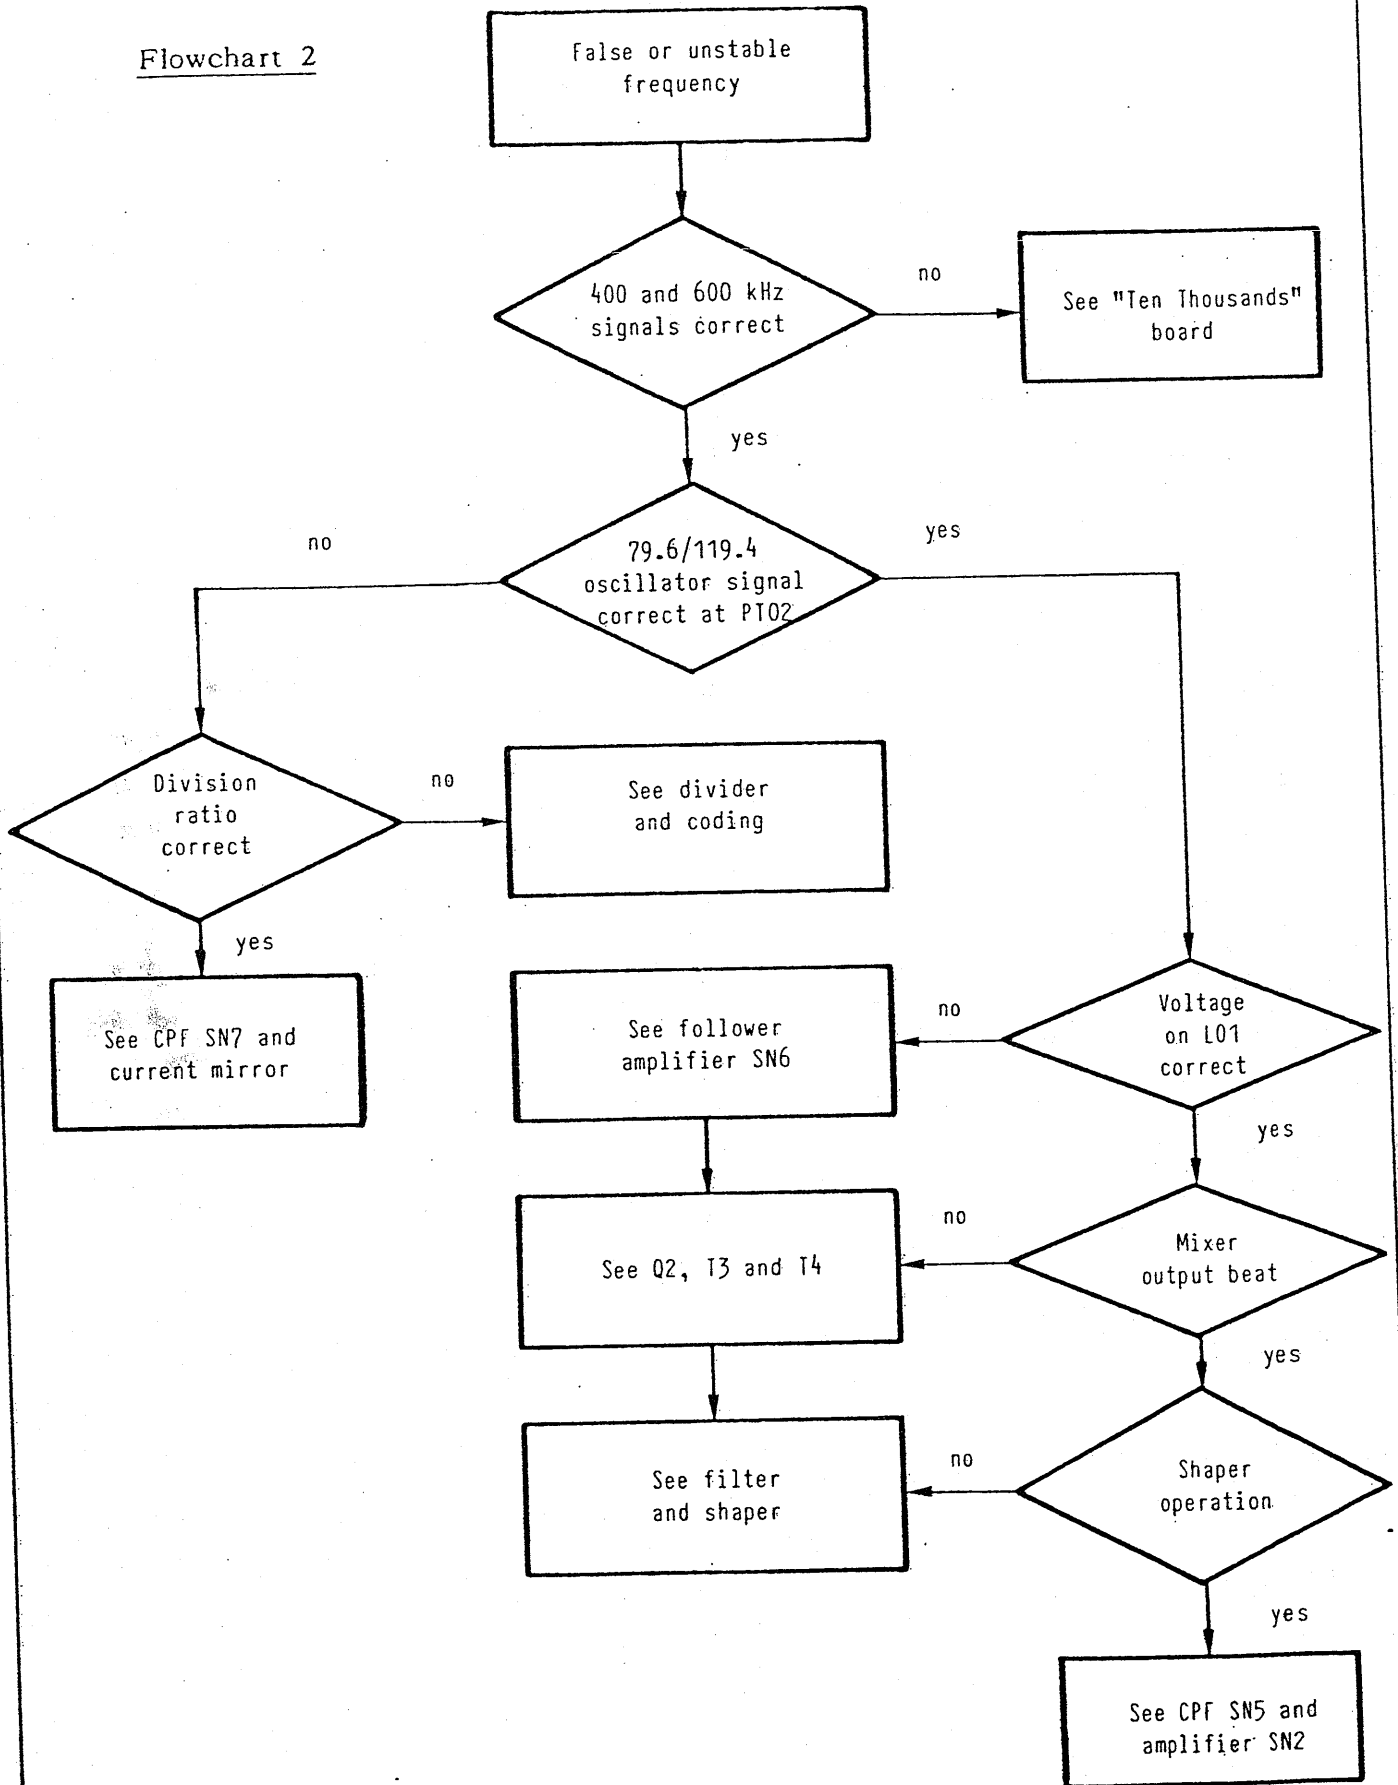 Flowchart 2
False or unstable
frequency
400 and 600 kHz
signals correct
no
See "Ten Thousands"
board
yes
79.6/119.4
oscillator signal
correct at PT02
no
yes
Division
ratio
correct
no
See divider
and coding
yes
See CPF SN7 and
current mirror
Voltage
on L01
correct
no
See follower
amplifier SN6
yes
Mixer
output beat
no
See Q2, T3 and T4
yes
Shaper
operation
no
See filter
and shaper
yes
See CPF SN5 and
amplifier SN2